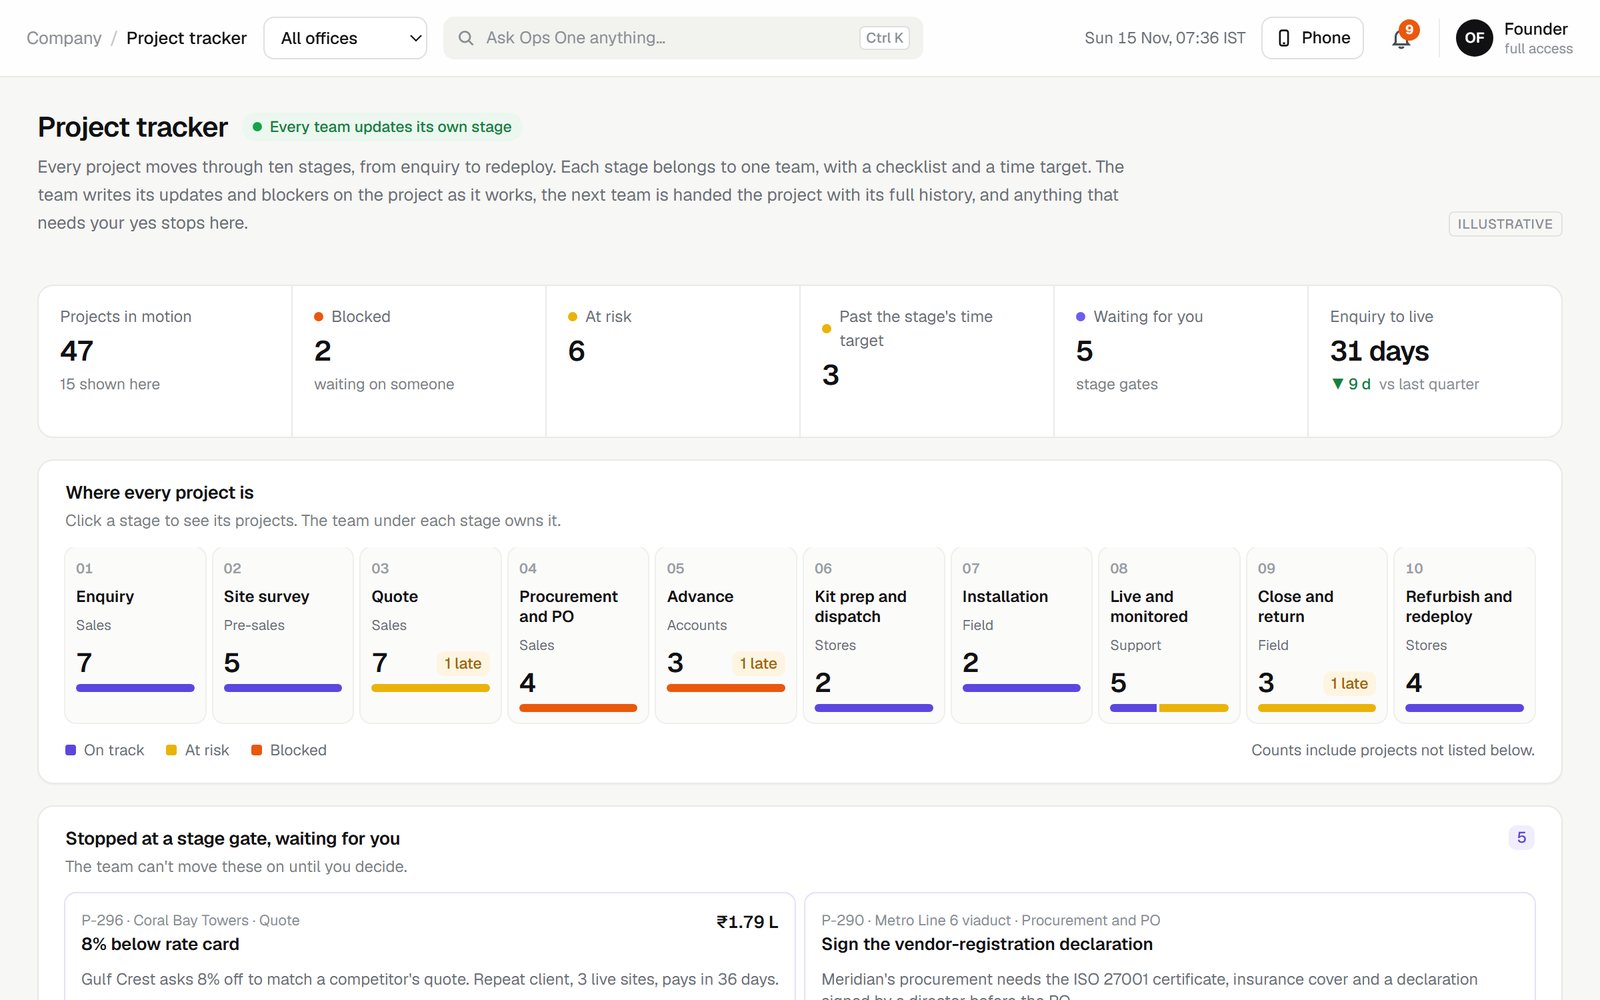 Company / Project tracker
All offices
Ask Ops One anything...
Ctrl K
Sun 15 Nov, 07:36 IST
Phone
9
OF
Founder
full access
Project tracker
Every team updates its own stage
Every project moves through ten stages, from enquiry to redeploy. Each stage belongs to one team, with a checklist and a time target. The
team writes its updates and blockers on the project as it works, the next team is handed the project with its full history, and anything that
needs your yes stops here.
ILLUSTRATIVE
Projects in motion
47
15 shown here
Blocked
2
waiting on someone
At risk
6
Past the stage's time
target
3
Waiting for you
5
stage gates
Enquiry to live
31 days
▼ 9 d vs last quarter
Where every project is
Click a stage to see its projects. The team under each stage owns it.
01
Enquiry
Sales
7
02
Site survey
Pre-sales
5
03
Quote
Sales
7
1 late
04
Procurement
and PO
Sales
4
05
Advance
Accounts
3
1 late
06
Kit prep and
dispatch
Stores
2
07
Installation
Field
2
08
Live and
monitored
Support
5
09
Close and
return
Field
3
1 late
10
Refurbish and
redeploy
Stores
4
On track
At risk
Blocked
Counts include projects not listed below.
Stopped at a stage gate, waiting for you
5
The team can't move these on until you decide.
P-296 · Coral Bay Towers · Quote
₹1.79 L
8% below rate card
Gulf Crest asks 8% off to match a competitor's quote. Repeat client, 3 live sites, pays in 36 days.
P-290 · Metro Line 6 viaduct · Procurement and PO
Sign the vendor-registration declaration
Meridian's procurement needs the ISO 27001 certificate, insurance cover and a declaration
signed by a director before the PO.